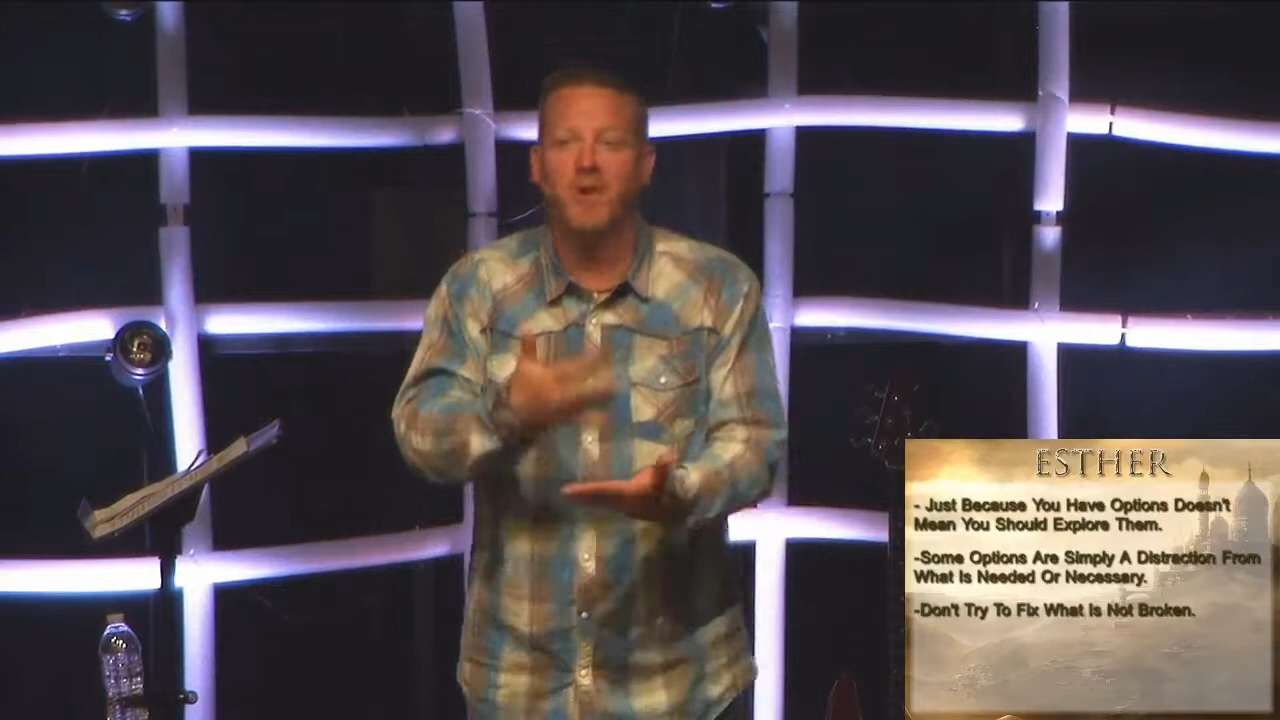 ESTHER
- Just Because You Have Options Doesn't
Mean You Should Explore Them.
-Some Options Are Simply A Distraction From
What Is Needed Or Necessary.
-Don't Try To Fix What Is Not Broken.